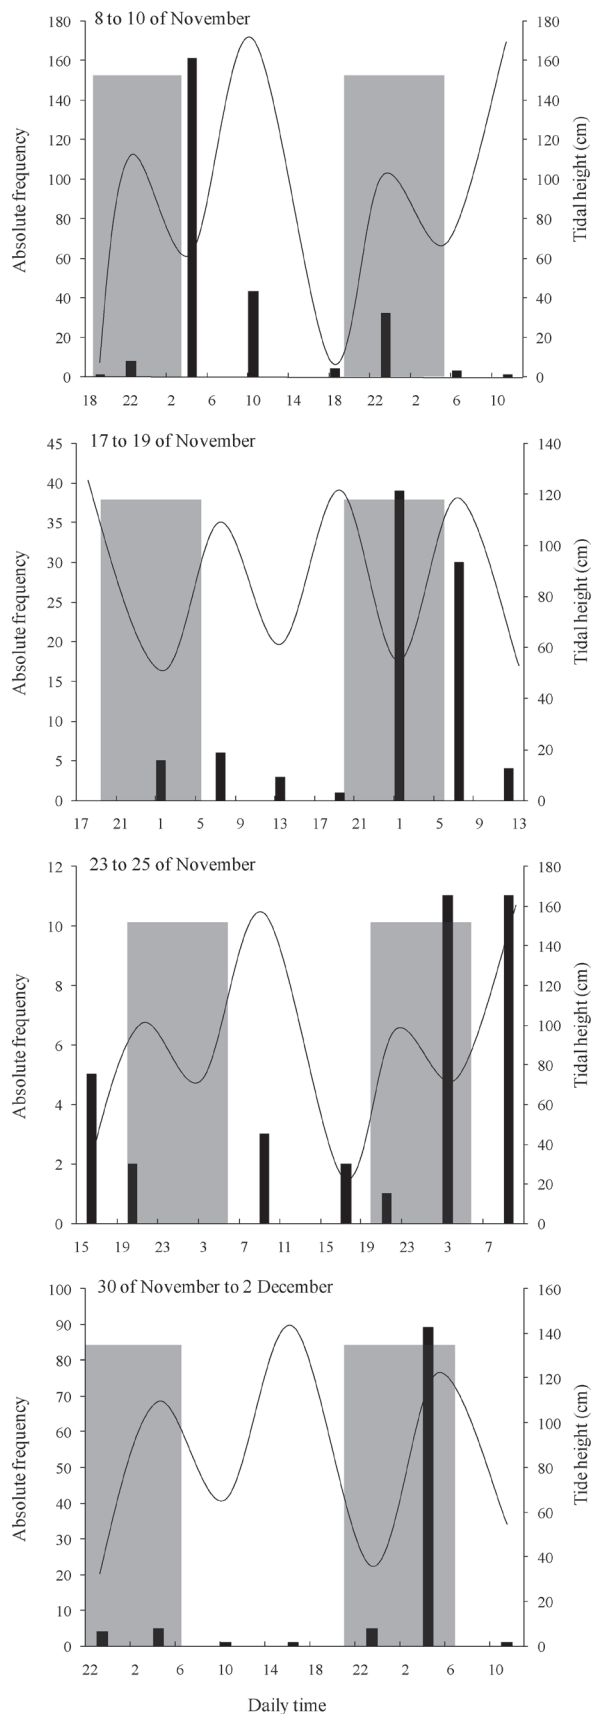 8 to 10 of November
180 180
160 160
140 140
120 120
100 100
80 80
60 60
40 40
20 20
0 0
Absolute frequency
Tidal height (cm)
18 22 2 6 10 14 18 22 2 6 10
17 to 19 of November
45 140
40 120
35 100
30 80
25 60
20 40
15 20
10 0
5
0
Absolute frequency
Tidal height (cm)
17 21 1 5 9 13 17 21 1 5 9 13
23 to 25 of November
12 180
10 160
8 140
6 120
4 100
2 80
0 60
40
20
0
Absolute frequency
Tidal height (cm)
15 19 23 3 7 11 15 19 23 3 7
30 of November to 2 December
100 160
90 140
80 120
70 100
60 80
50 60
40 40
30 20
20 0
10
0
Absolute frequency
Tide height (cm)
22 2 6 10 14 18 22 2 6 10
Daily time